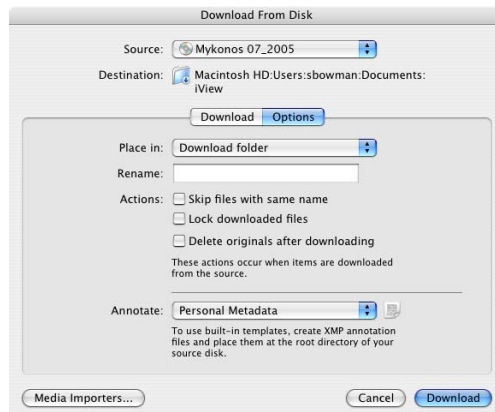 Download From Disk
Source: Mykonos 07_2005
Destination: Macintosh HD:Users:sbowman:Documents:
iView
Download Options
Place in: Download folder
Rename:
Actions: Skip files with same name
Lock downloaded files
Delete originals after downloading
These actions occur when items are downloaded
from the source.
Annotate: Personal Metadata
To use built-in templates, create XMP annotation
files and place them at the root directory of your
source disk.
Media Importers... Cancel Download